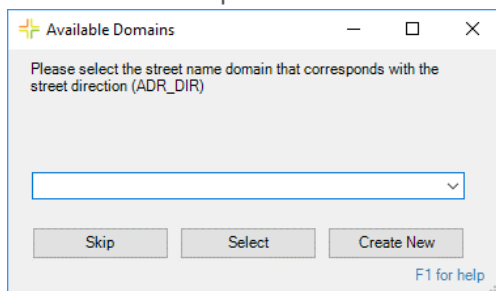 Available Domains
Please select the street name domain that corresponds with the
street direction (ADR_DIR)
Skip Select Create New
F1 for help